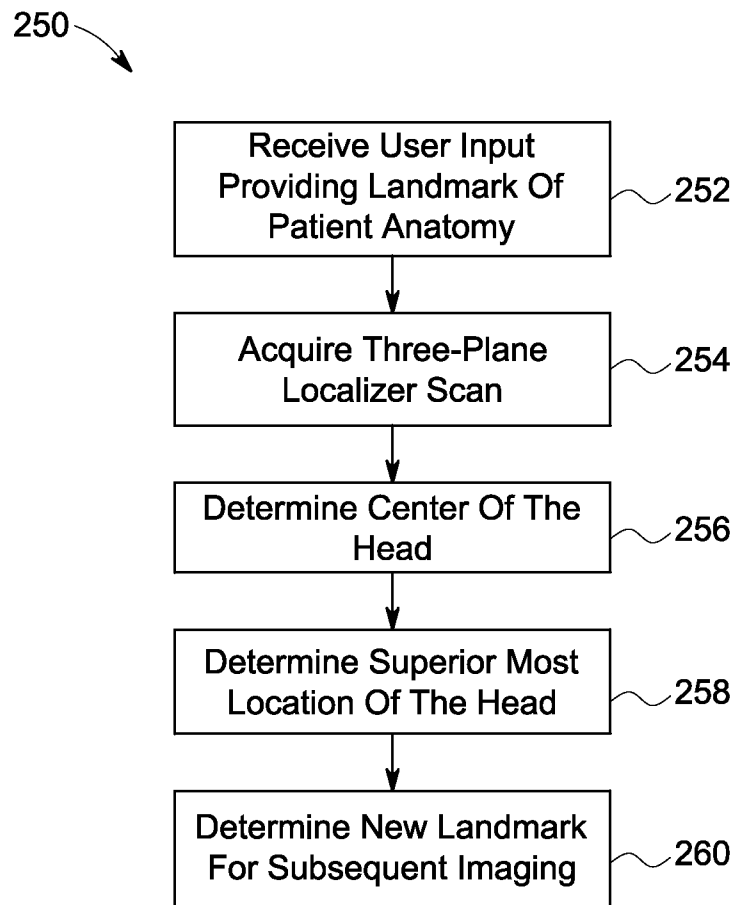 250
Receive User Input
Providing Landmark Of
Patient Anatomy
252
Acquire Three-Plane
Localizer Scan
254
Determine Center Of The
Head
256
Determine Superior Most
Location Of The Head
258
Determine New Landmark
For Subsequent Imaging
260